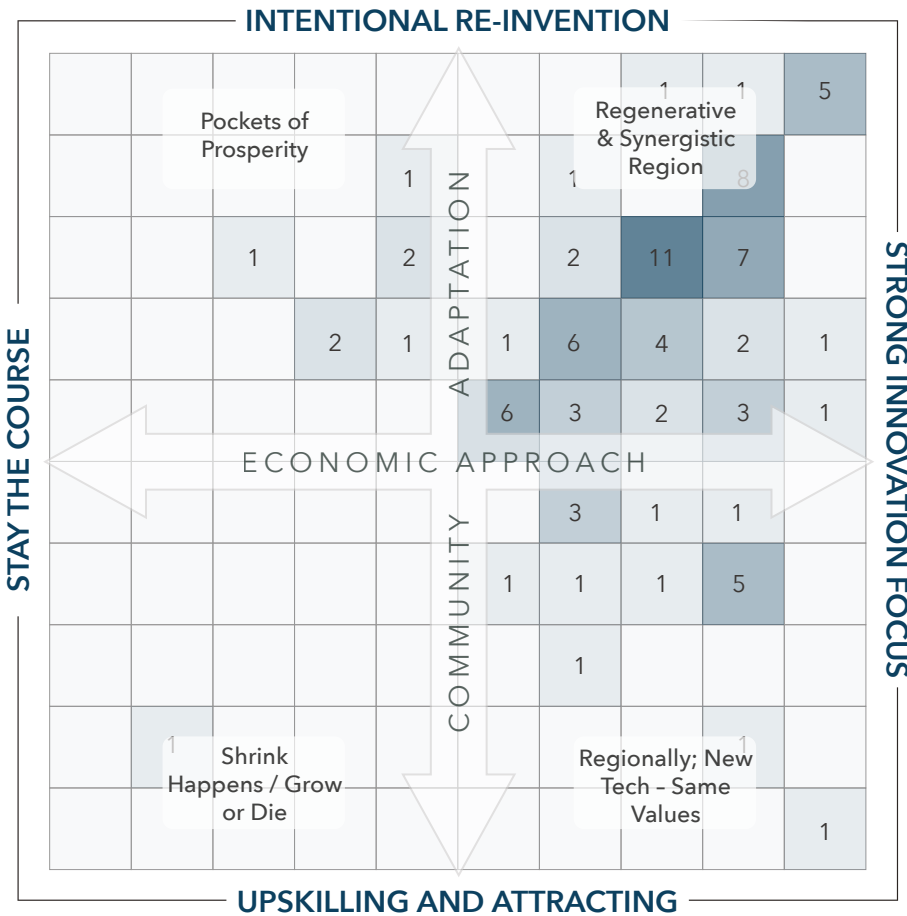 INTENTIONAL RE-INVENTION
1 1 5
Pockets of
Prosperity
Regenerative
& Synergistic
Region
1 1 8
1 2 2 11 7
2 1 1 6 4 2 1
6 3 2 3 1
ADAPTATION
ECONOMIC APPROACH
COMMUNITY
STAY THE COURSE
STRONG INNOVATION FOCUS
3 1 1
1 1 1 5
1
1 1
Shrink
Happens / Grow
or Die
Regionally; New
Tech – Same
Values
1
UPSKILLING AND ATTRACTING